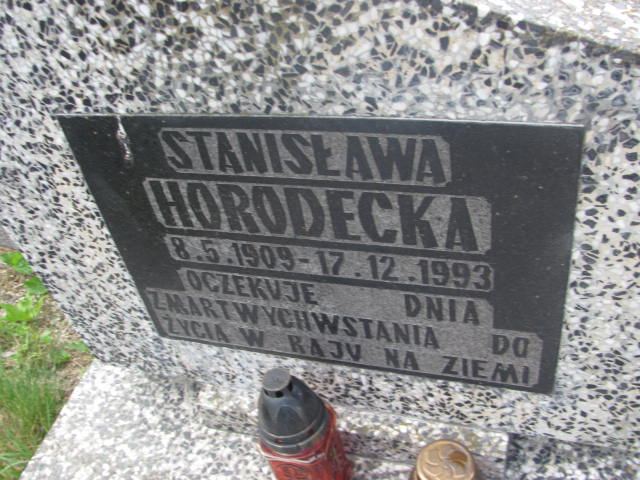 STANISŁAWA
HORODECKA
8.5.1909-17.12.1993
OCZEKUJE DNIA
ZMARTWYCHWSTANIA DO
ŻYCIA W RAJU NA ZIEMI